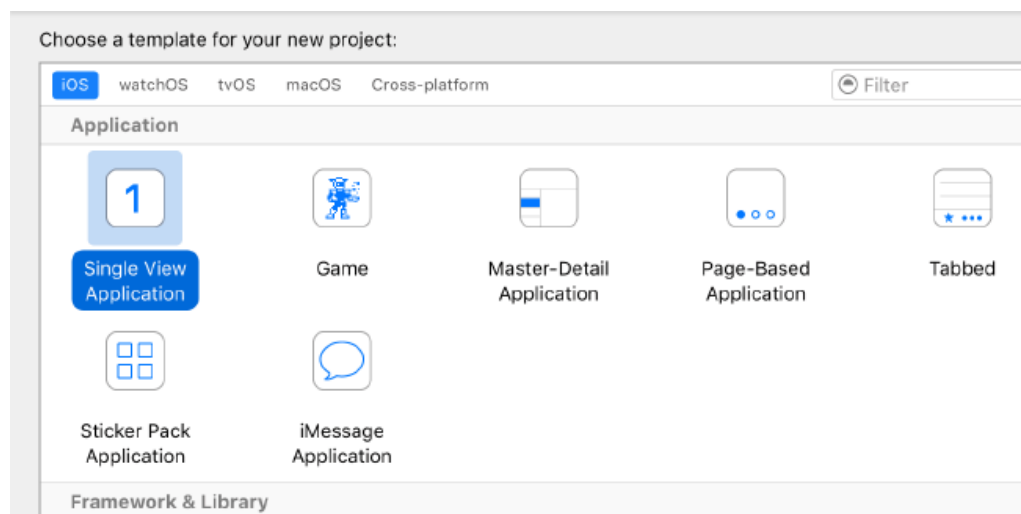 Choose a template for your new project:
iOS watchOS tvOS macOS Cross-platform Filter
Application
1
Single View
Application
Game
Master-Detail
Application
Page-Based
Application
Tabbed
Sticker Pack
Application
iMessage
Application
Framework & Library